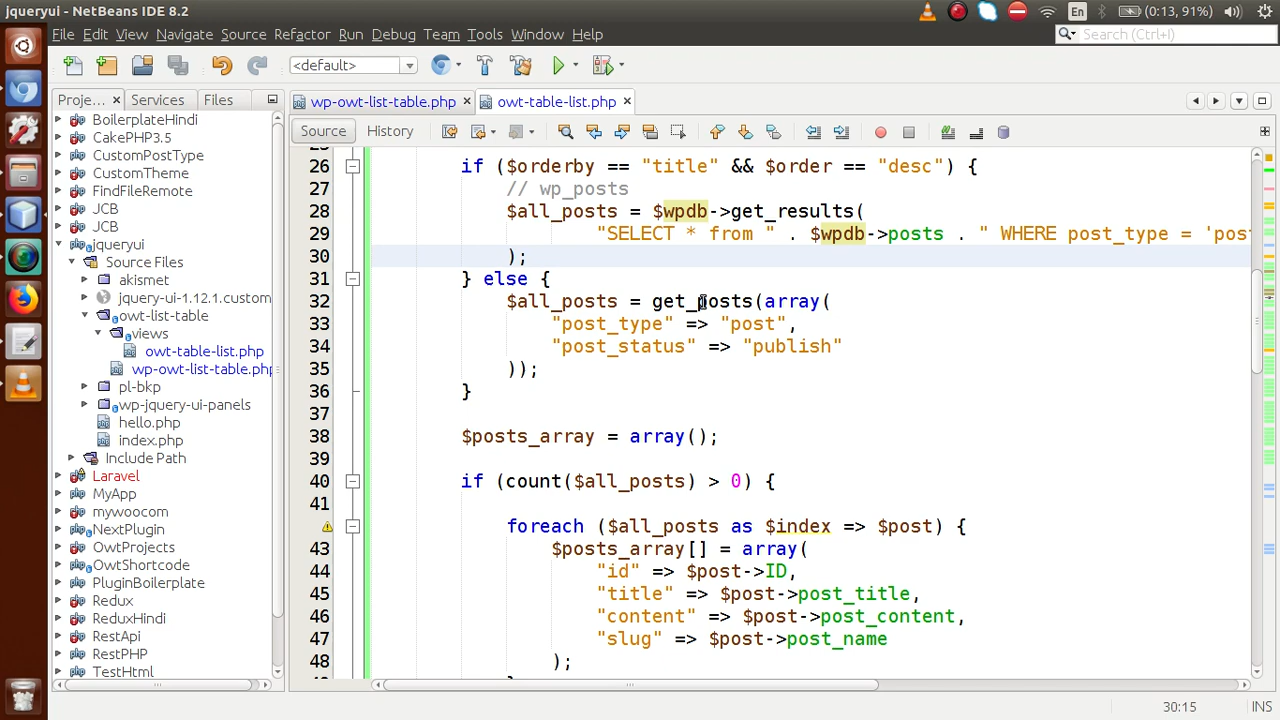 jqueryui - NetBeans IDE 8.2
En
(0:13, 91%)
File Edit View Navigate Source Refactor Run Debug Team Tools Window Help
Search (Ctrl+I)
<default>
Proje...
Services
Files
wp-owt-list-table.php
owt-table-list.php
Source
History
BoilerplateHindi
CakePHP3.5
CustomPostType
CustomTheme
FindFileRemote
JCB
JCB
jqueryui
Source Files
akismet
jquery-ui-1.12.1.custom
owt-list-table
views
owt-table-list.php
wp-owt-list-table.php
pl-bkp
wp-jquery-ui-panels
hello.php
index.php
Include Path
Laravel
MyApp
mywoocom
NextPlugin
OwtProjects
OwtShortcode
PluginBoilerplate
Redux
ReduxHindi
RestApi
RestPHP
TestHtml
26 if ($orderby == "title" && $order == "desc") {
27 // wp_posts
28 $all_posts = $wpdb->get_results(
29 "SELECT * from " . $wpdb->posts . " WHERE post_type = 'post
30 );
31 } else {
32 $all_posts = get_posts(array(
33 "post_type" => "post",
34 "post_status" => "publish"
35 ));
36 }
37
38 $posts_array = array();
39
40 if (count($all_posts) > 0) {
41
foreach ($all_posts as $index => $post) {
43 $posts_array[] = array(
44 "id" => $post->ID,
45 "title" => $post->post_title,
46 "content" => $post->post_content,
47 "slug" => $post->post_name
48 );
30:15
INS